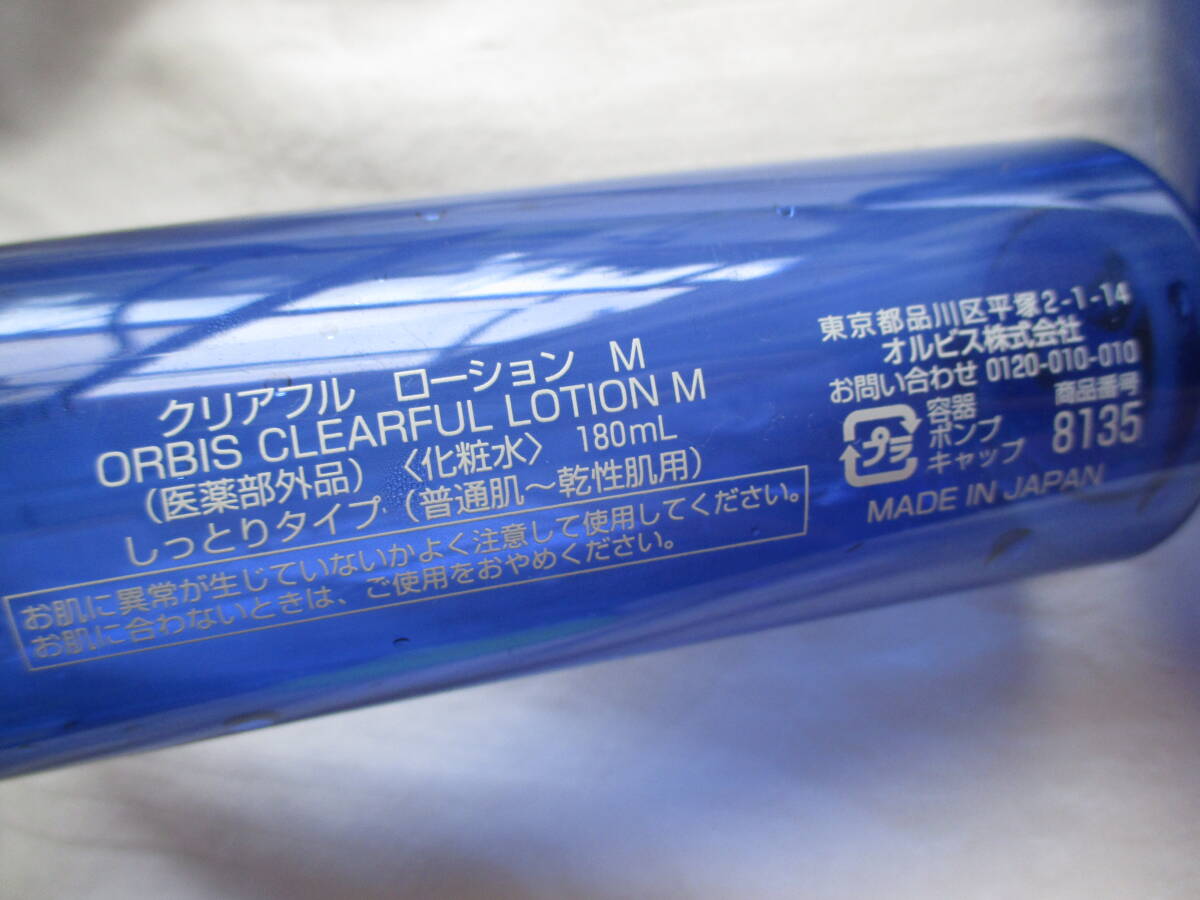 クリアフル ローション M
ORBIS CLEARFUL LOTION M
(医薬部外品) 〈化粧水〉 180mL
しっとりタイプ (普通肌~乾性肌用)
お肌に異常が生じていないかよく注意して使用してください。
お肌に合わないときは、ご使用をおやめください。
東京都品川区平塚2-1-14
オルビス株式会社
お問い合わせ 0120-010-010
プラ
容器
ポンプ
キャップ
商品番号
8135
MADE IN JAPAN